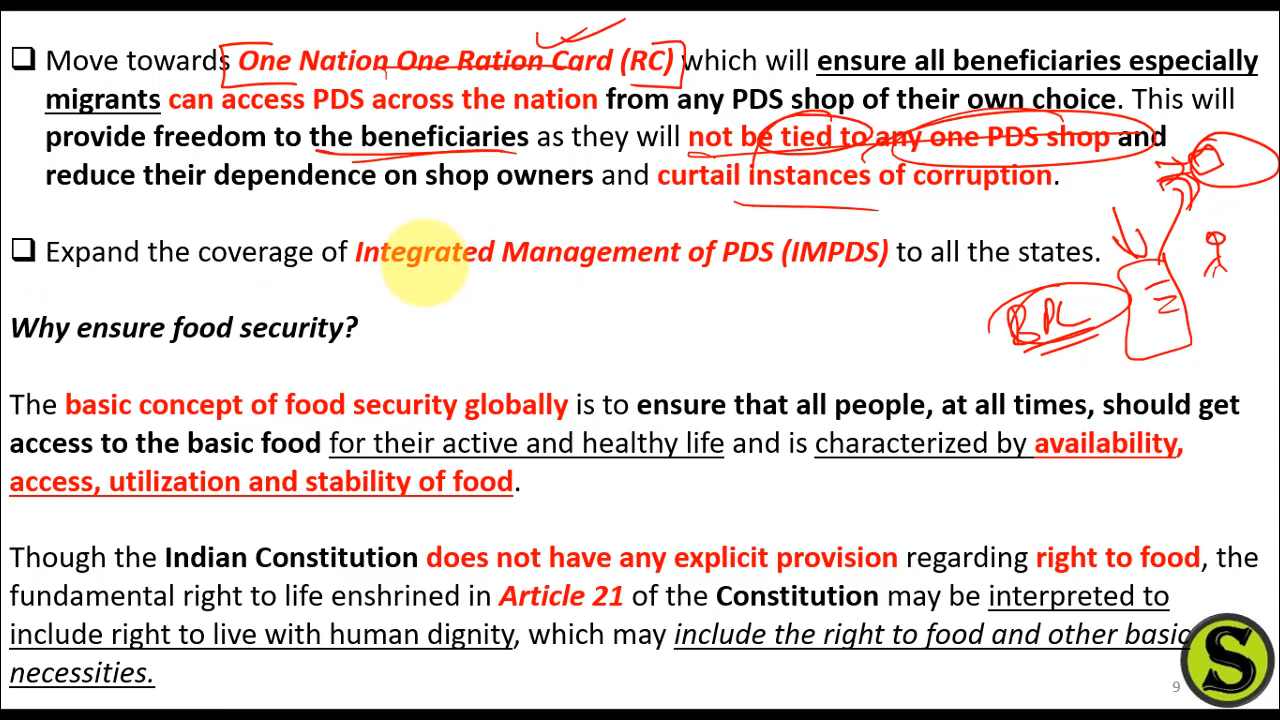 Move towards One Nation One Ration Card (RC) which will ensure all beneficiaries especially
migrants can access PDS across the nation from any PDS shop of their own choice. This will
provide freedom to the beneficiaries as they will not be tied to any one PDS shop and
reduce their dependence on shop owners and curtail instances of corruption.
Expand the coverage of Integrated Management of PDS (IMPDS) to all the states.
BPL
Why ensure food security?
The basic concept of food security globally is to ensure that all people, at all times, should get
access to the basic food for their active and healthy life and is characterized by availability,
access, utilization and stability of food.
Though the Indian Constitution does not have any explicit provision regarding right to food, the
fundamental right to life enshrined in Article 21 of the Constitution may be interpreted to
include right to live with human dignity, which may include the right to food and other basic
necessities.
S
9